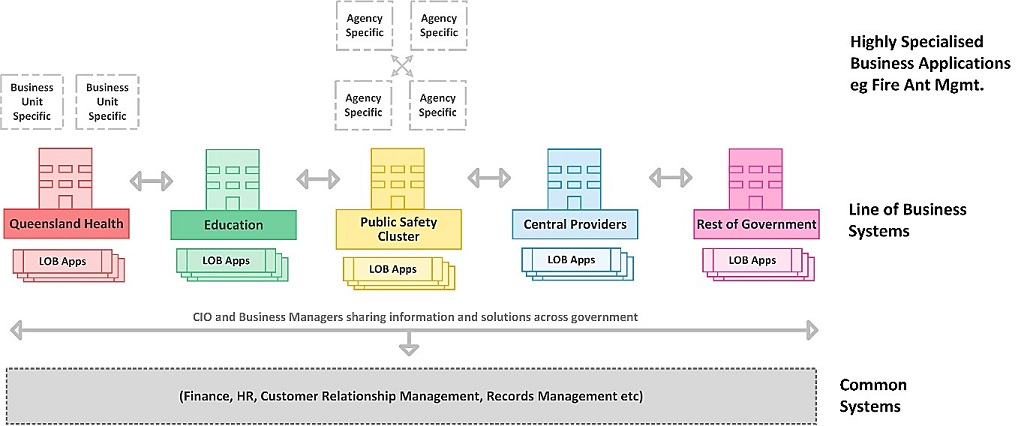 Agency
Specific
Agency
Specific
Highly Specialised
Business Applications
eg Fire Ant Mgmt.
Business
Unit
Specific
Business
Unit
Specific
Agency
Specific
Agency
Specific
Queensland Health
Education
Public Safety
Cluster
Central Providers
Rest of Government
Line of Business
Systems
LOB Apps
LOB Apps
LOB Apps
LOB Apps
LOB Apps
CIO and Business Managers sharing information and solutions across government
(Finance, HR, Customer Relationship Management, Records Management etc)
Common
Systems